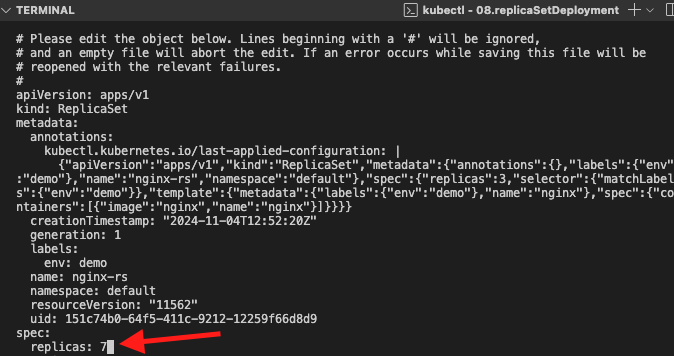 TERMINAL
kubectl - 08.replicaSetDeployment
# Please edit the object below. Lines beginning with a '#' will be ignored,
# and an empty file will abort the edit. If an error occurs while saving this file will be
# reopened with the relevant failures.
#
apiVersion: apps/v1
kind: ReplicaSet
metadata:
  annotations:
    kubectl.kubernetes.io/last-applied-configuration: |
      {"apiVersion":"apps/v1","kind":"ReplicaSet","metadata":{"annotations":{},"labels":{"env"
:"demo"},"name":"nginx-rs","namespace":"default"},"spec":{"replicas":3,"selector":{"matchLabel
s":{"env":"demo"}},"template":{"metadata":{"labels":{"env":"demo"},"name":"nginx"},"spec":{"co
ntainers":[{"image":"nginx","name":"nginx"}]}}}}
  creationTimestamp: "2024-11-04T12:52:20Z"
  generation: 1
  labels:
    env: demo
  name: nginx-rs
  namespace: default
  resourceVersion: "11562"
  uid: 151c74b0-64f5-411c-9212-12259f66d8d9
spec:
  replicas: 7